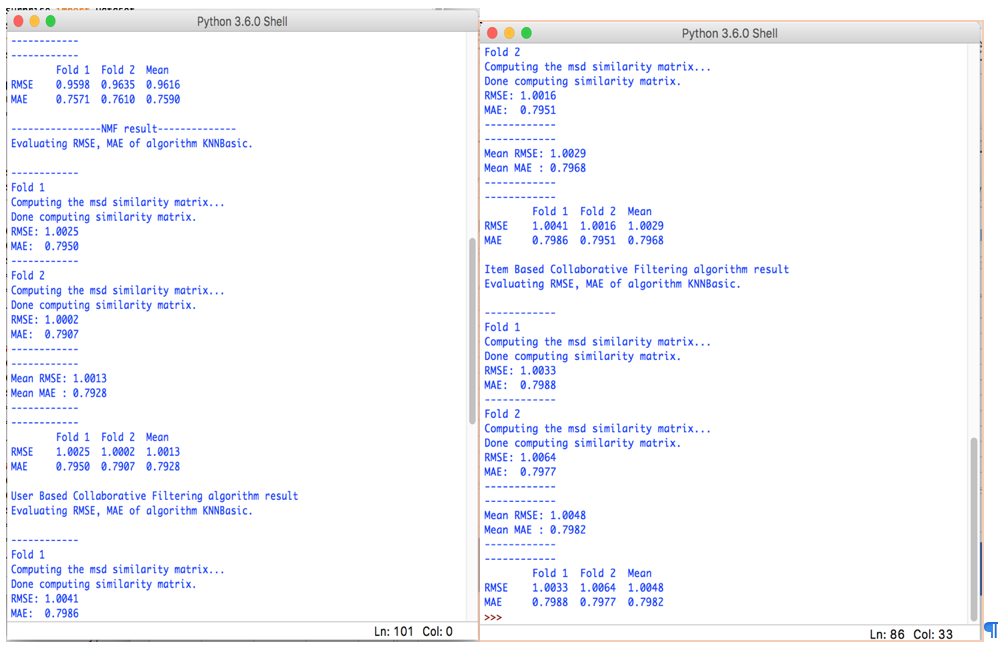 Python 3.6.0 Shell
------------
------------
Fold 1 Fold 2 Mean
RMSE 0.9598 0.9635 0.9616
MAE 0.7571 0.7610 0.7590
----------------NMF result--------------
Evaluating RMSE, MAE of algorithm KNNBasic.
------------
Fold 1
Computing the msd similarity matrix...
Done computing similarity matrix.
RMSE: 1.0025
MAE: 0.7950
------------
Fold 2
Computing the msd similarity matrix...
Done computing similarity matrix.
RMSE: 1.0002
MAE: 0.7907
------------
------------
Mean RMSE: 1.0013
Mean MAE : 0.7928
------------
------------
Fold 1 Fold 2 Mean
RMSE 1.0025 1.0002 1.0013
MAE 0.7950 0.7907 0.7928
User Based Collaborative Filtering algorithm result
Evaluating RMSE, MAE of algorithm KNNBasic.
------------
Fold 1
Computing the msd similarity matrix...
Done computing similarity matrix.
RMSE: 1.0041
MAE: 0.7986
Ln: 101 Col: 0
Python 3.6.0 Shell
Fold 2
Computing the msd similarity matrix...
Done computing similarity matrix.
RMSE: 1.0016
MAE: 0.7951
------------
------------
Mean RMSE: 1.0029
Mean MAE : 0.7968
------------
------------
Fold 1 Fold 2 Mean
RMSE 1.0041 1.0016 1.0029
MAE 0.7986 0.7951 0.7968
Item Based Collaborative Filtering algorithm result
Evaluating RMSE, MAE of algorithm KNNBasic.
------------
Fold 1
Computing the msd similarity matrix...
Done computing similarity matrix.
RMSE: 1.0033
MAE: 0.7988
------------
Fold 2
Computing the msd similarity matrix...
Done computing similarity matrix.
RMSE: 1.0064
MAE: 0.7977
------------
------------
Mean RMSE: 1.0048
Mean MAE : 0.7982
------------
------------
Fold 1 Fold 2 Mean
RMSE 1.0033 1.0064 1.0048
MAE 0.7988 0.7977 0.7982
>>>
Ln: 86 Col: 33
¶